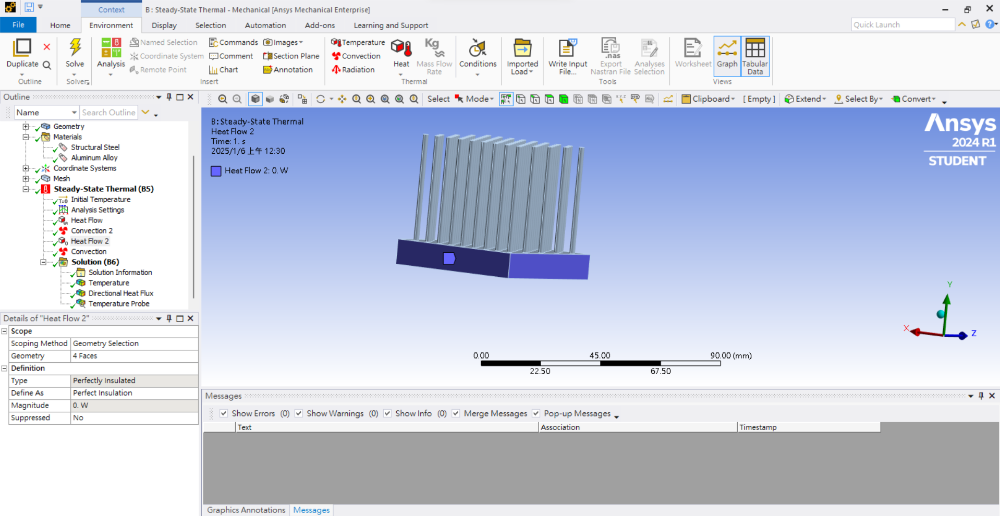 Context
B: Steady-State Thermal - Mechanical [Ansys Mechanical Enterprise]
File
Home
Environment
Display
Selection
Automation
Add-ons
Learning and Support
Quick Launch
Duplicate
Outline
Solve
Solver
Analysis
Named Selection
Coordinate System
Remote Point
Commands
Comment
Chart
Images
Section Plane
Annotation
Insert
Temperature
Convection
Radiation
Heat
Kg
Mass Flow
Rate
Thermal
Conditions
Imported
Load
Write Input
File...
.nas
Export
Nastran File
Analyses
Selection
Tools
Worksheet
Graph
Tabular
Data
Views
Outline
Name
Search Outline
Select
Mode
Clipboard
[ Empty ]
Extend
Select By
Convert
Geometry
Materials
Structural Steel
Aluminum Alloy
Coordinate Systems
Mesh
Steady-State Thermal (B5)
T=0 Initial Temperature
Analysis Settings
Heat Flow
Convection 2
Heat Flow 2
Convection
Solution (B6)
Solution Information
Temperature
Directional Heat Flux
Temperature Probe
Details of "Heat Flow 2"
Scope
Scoping Method Geometry Selection
Geometry 4 Faces
Definition
Type Perfectly Insulated
Define As Perfect Insulation
Magnitude 0. W
Suppressed No
B: Steady-State Thermal
Heat Flow 2
Time: 1. s
2025/1/6 上午 12:30
Heat Flow 2: 0. W
Ansys
2024 R1
STUDENT
Y
X
Z
0.00 45.00 90.00 (mm)
22.50 67.50
Messages
Show Errors (0) Show Warnings (0) Show Info (0) Merge Messages Pop-up Messages
Text Association Timestamp
Graphics Annotations Messages